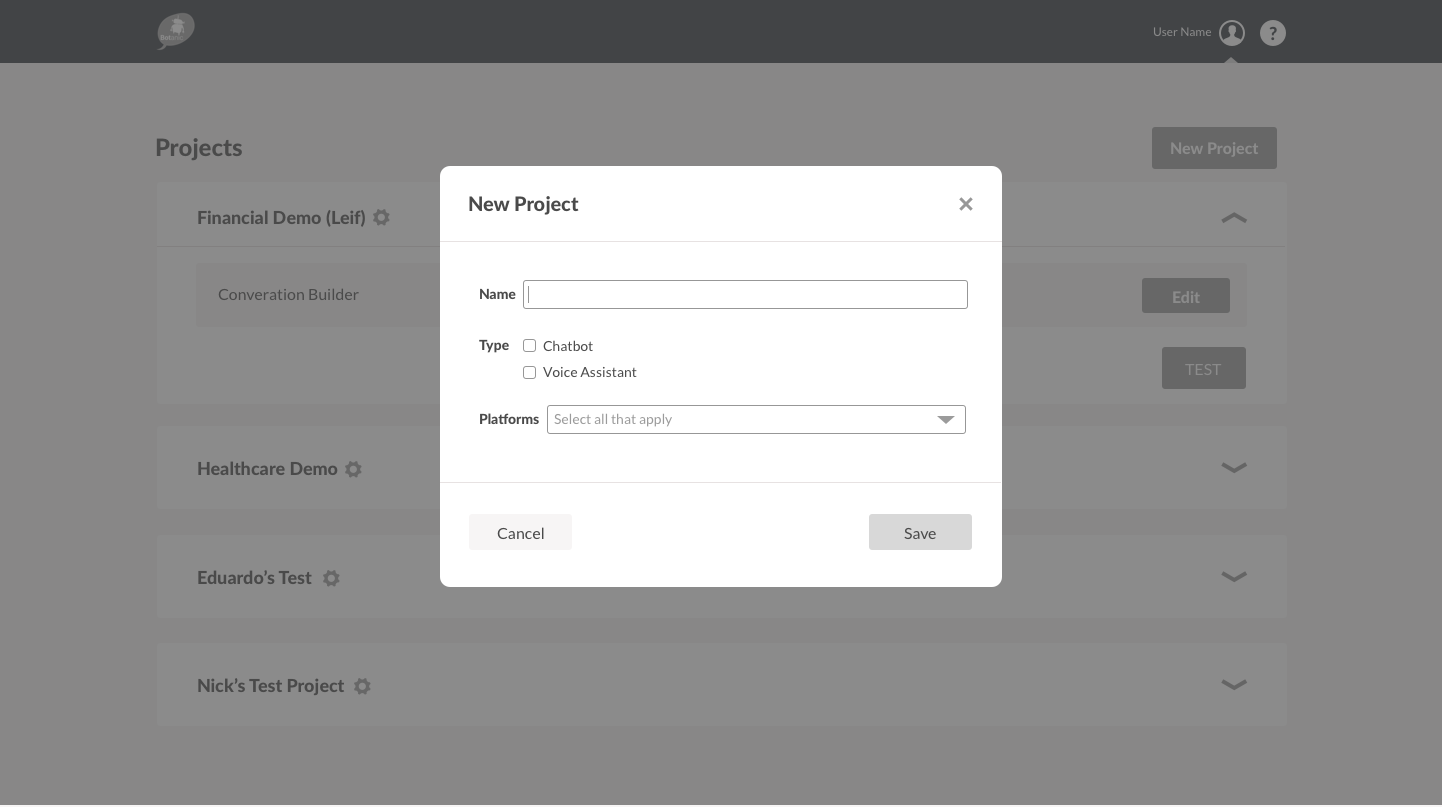 User Name
?
Projects
New Project
Financial Demo (Leif)
Converation Builder
Edit
TEST
Healthcare Demo
Eduardo’s Test
Nick’s Test Project
New Project
Name
Type
Chatbot
Voice Assistant
Platforms
Select all that apply
Cancel
Save